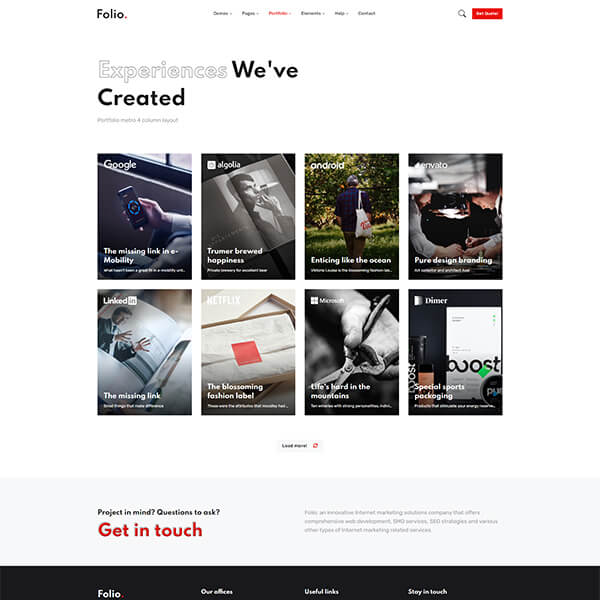 Folio.
Demos
Pages
Portfolio
Elements
Help
Contact
Get Quote!
Experiences We've
Created
Portfolio metro 4 column layout
Google
The missing link in e-
Mobility
What hasn't been a great fit in a mobility unti...
algolia
Trumer brewed
happiness
Private brewery for excellent beer
android
Enticing like the ocean
Viktoria Louise is the blossoming fashion lab...
envato
Pure design branding
Art collector and architect Axel
LinkedIn
The missing link
Small things that make difference
NETFLIX
The blossoming
fashion label
These were the attributes that Invisday had...
Microsoft
Life's hard in the
mountains
Ten wineries with strong personalities, indivi...
Dimer
boost
Special sports
packaging
Products that stimulate your energy reserve...
Load more!
Project in mind? Questions to ask?
Get in touch
Folio: an innovative Internet marketing solutions company that offers
comprehensive web development, SMO services, SEO strategies and various
other types of Internet marketing related services.
Folio.
Our offices
Useful links
Stay in touch